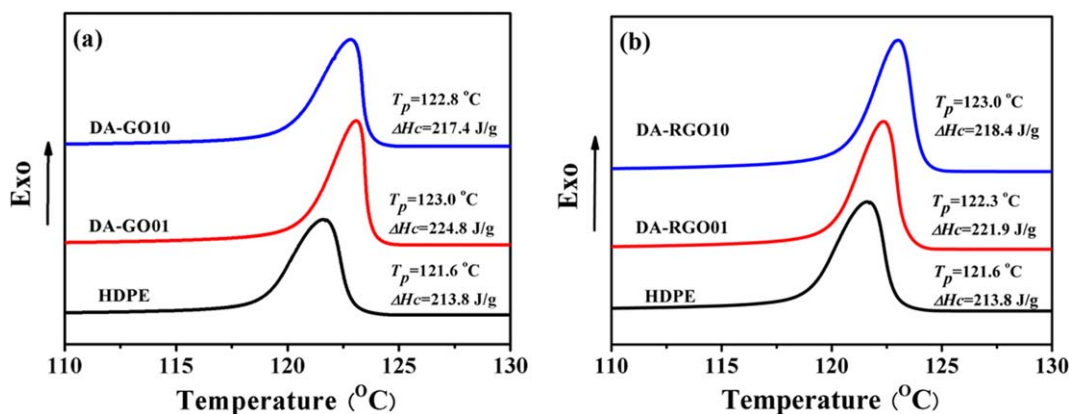 (a)
DA-GO10
T_p=122.8 °C
ΔHc=217.4 J/g
DA-GO01
T_p=123.0 °C
ΔHc=224.8 J/g
HDPE
T_p=121.6 °C
ΔHc=213.8 J/g
Exo
110 115 120 125 130
Temperature (°C)
(b)
DA-RGO10
T_p=123.0 °C
ΔHc=218.4 J/g
DA-RGO01
T_p=122.3 °C
ΔHc=221.9 J/g
HDPE
T_p=121.6 °C
ΔHc=213.8 J/g
Exo
110 115 120 125 130
Temperature (°C)